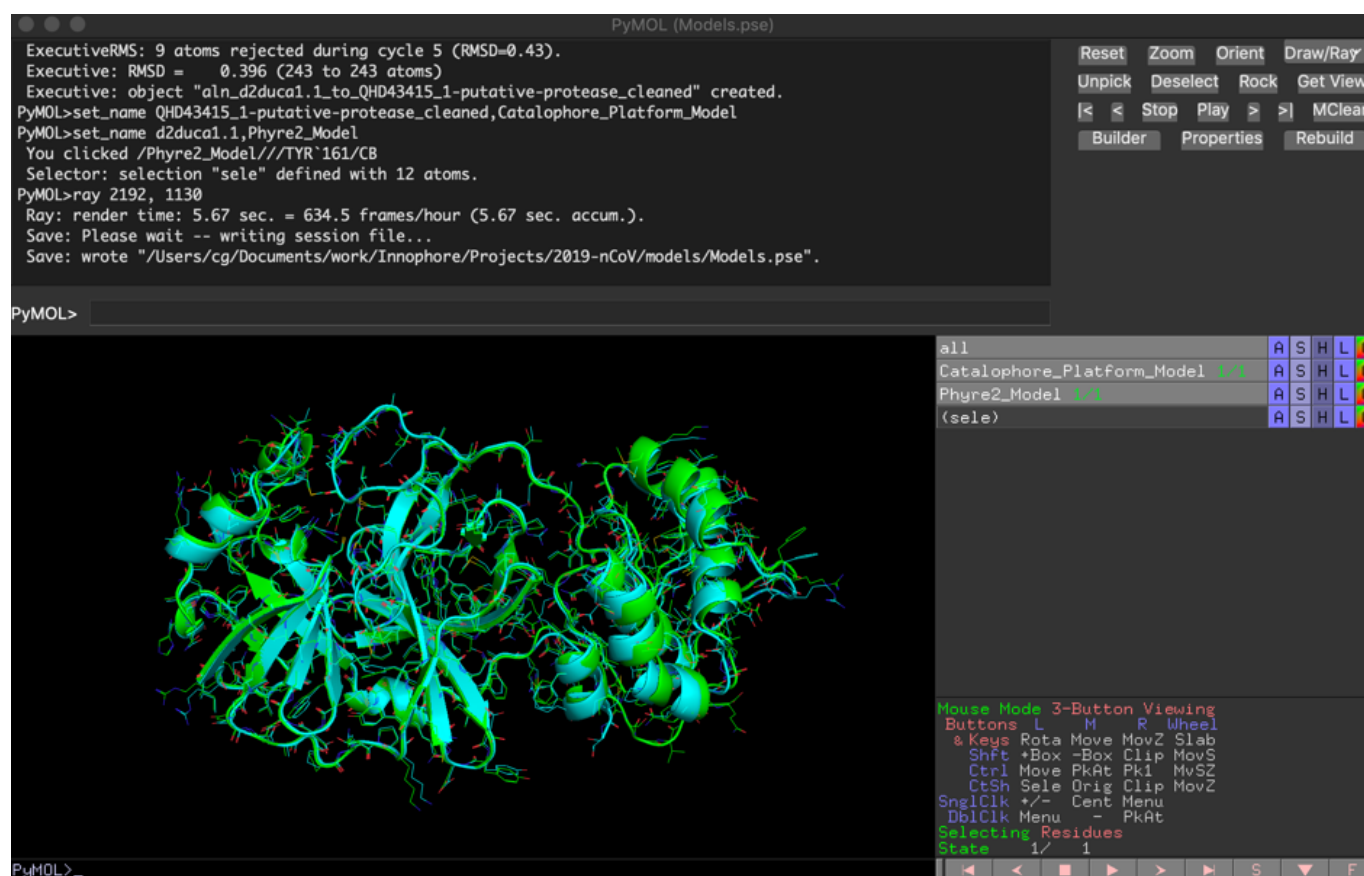 PyMOL (Models.pse)
ExecutiveRMS: 9 atoms rejected during cycle 5 (RMSD=0.43).
Executive: RMSD =    0.396 (243 to 243 atoms)
Executive: object "aln_d2duca1.1_to_QHD43415_1-putative-protease_cleaned" created.
PyMOL>set_name QHD43415_1-putative-protease_cleaned,Catalophore_Platform_Model
PyMOL>set_name d2duca1.1,Phyre2_Model
You clicked /Phyre2_Model///TYR`161/CB
Selector: selection "sele" defined with 12 atoms.
PyMOL>ray 2192, 1130
Ray: render time: 5.67 sec. = 634.5 frames/hour (5.67 sec. accum.).
Save: Please wait -- writing session file...
Save: wrote "/Users/cg/Documents/work/Innophore/Projects/2019-nCoV/models/Models.pse".
PyMOL>
Reset Zoom Orient Draw/Ray
Unpick Deselect Rock Get View
|< < Stop Play > >| MClear
Builder Properties Rebuild
all A S H L
Catalophore_Platform_Model 1/1 A S H L
Phyre2_Model 1/1 A S H L
(sele) A S H L
Mouse Mode 3-Button Viewing
Buttons L M R Wheel
& Keys Rota Move MovZ Slab
Shft +Box -Box Clip MovS
Ctrl Move PkAt Pk1 MvSZ
CtSh Sele Orig Clip MovZ
SnglClk +/- Cent Menu
DblClk Menu - PkAt
Selecting Residues
State 1/ 1
PyMOL>_
S F